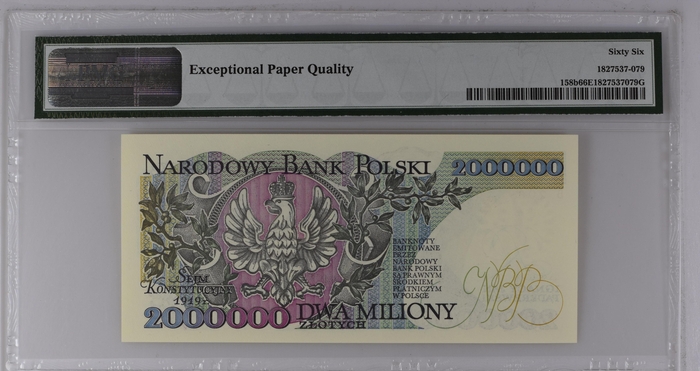 Exceptional Paper Quality
Sixty Six
1827537-079
158b66E1827537079G
NARODOWY BANK POLSKI 2000000
BANKNOTY
EMITOWANE
PRZEZ
NARODOWY
BANK POLSKI
SĄ PRAWNYM
ŚRODKIEM
PŁATNICZYM
W POLSCE
SEJM
KONSTYTUCYJNY
1919 r.
NBP
2000000 DWA MILIONY
ZŁOTYCH